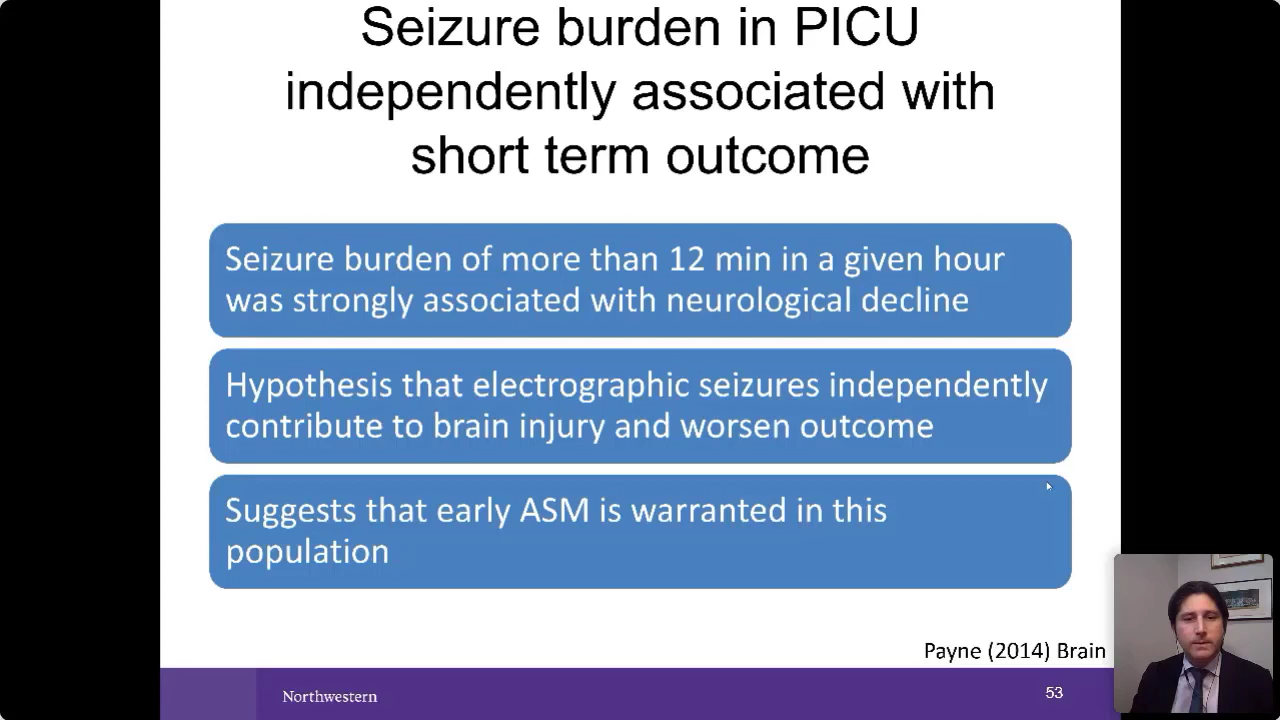 Seizure burden in PICU
independently associated with
short term outcome
Seizure burden of more than 12 min in a given hour
was strongly associated with neurological decline
Hypothesis that electrographic seizures independently
contribute to brain injury and worsen outcome
Suggests that early ASM is warranted in this
population
Payne (2014) Brain
Northwestern
53